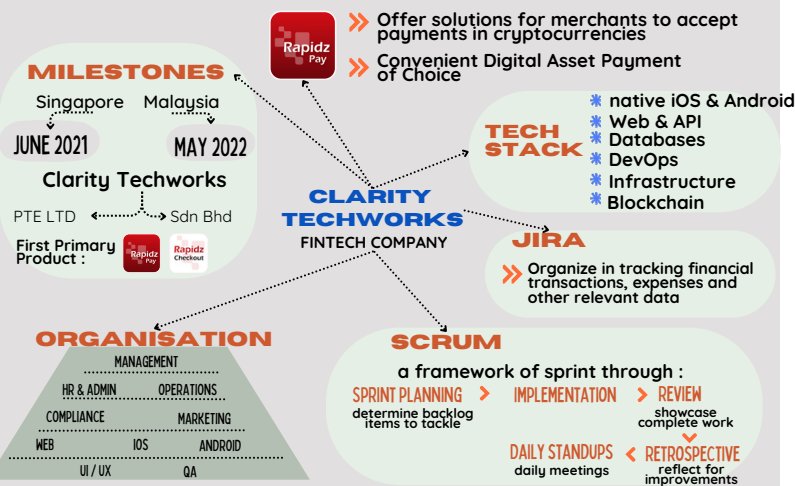 Rapidz
Pay
Offer solutions for merchants to accept
payments in cryptocurrencies
Convenient Digital Asset Payment
of Choice
MILESTONES
Singapore Malaysia
JUNE 2021 MAY 2022
Clarity Techworks
PTE LTD Sdn Bhd
First Primary
Product :
Rapidz
Pay
Rapidz
Checkout
TECH
STACK
native iOS & Android
Web & API
Databases
DevOps
Infrastructure
Blockchain
CLARITY
TECHWORKS
FINTECH COMPANY
JIRA
Organize in tracking financial
transactions, expenses and
other relevant data
ORGANISATION
MANAGEMENT
HR & ADMIN OPERATIONS
COMPLIANCE MARKETING
WEB IOS ANDROID
UI / UX QA
SCRUM
a framework of sprint through :
SPRINT PLANNING
determine backlog
items to tackle
IMPLEMENTATION
REVIEW
showcase
complete work
DAILY STANDUPS
daily meetings
RETROSPECTIVE
reflect for
improvements